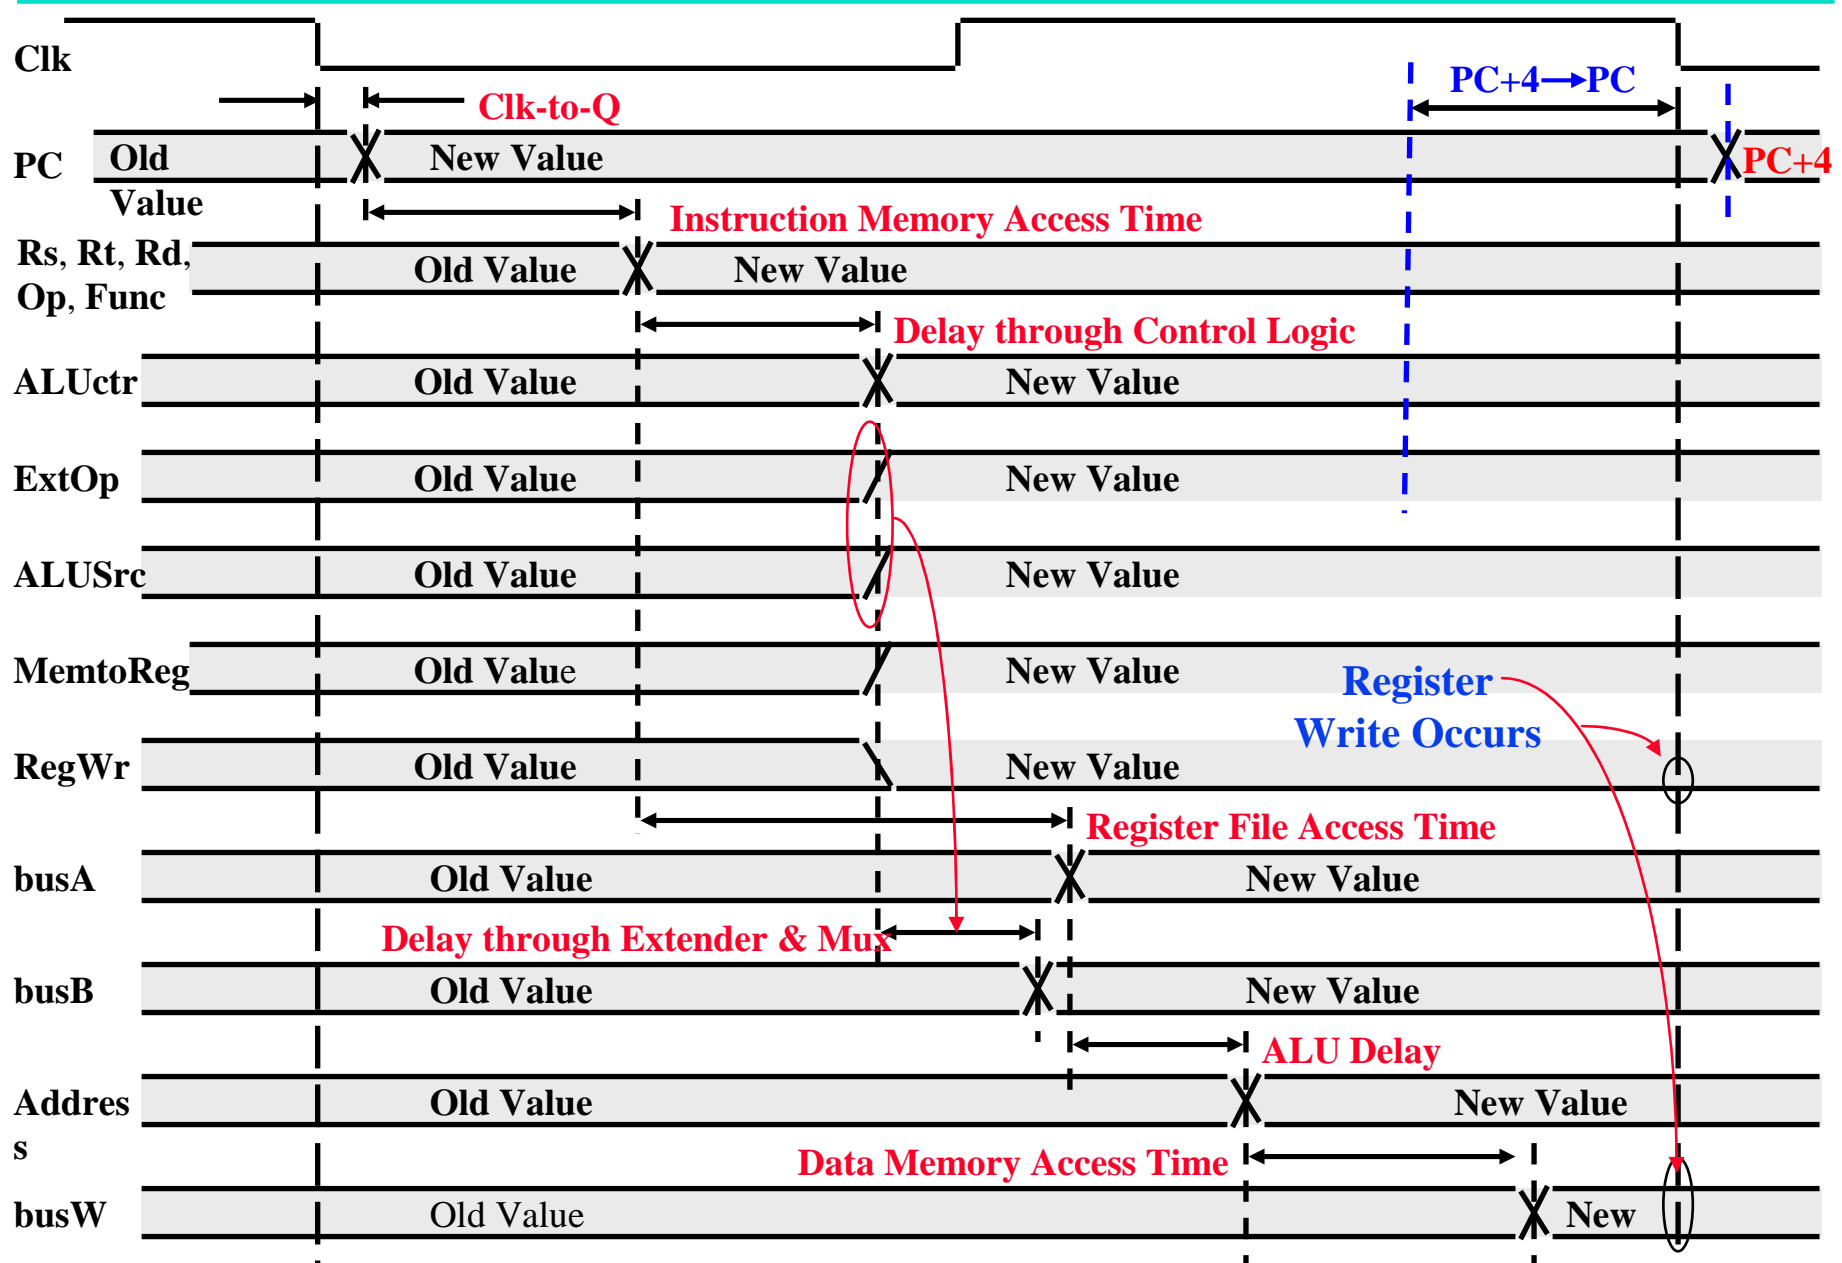 Clk
PC+4→PC
Clk-to-Q
PC
Old
Value
New Value
PC+4
Instruction Memory Access Time
Rs, Rt, Rd,
Op, Func
Old Value
New Value
Delay through Control Logic
ALUctr
Old Value
New Value
ExtOp
Old Value
New Value
ALUSrc
Old Value
New Value
MemtoReg
Old Value
New Value
Register
Write Occurs
RegWr
Old Value
New Value
Register File Access Time
busA
Old Value
New Value
Delay through Extender & Mux
busB
Old Value
New Value
ALU Delay
Addres
s
Old Value
New Value
Data Memory Access Time
busW
Old Value
New